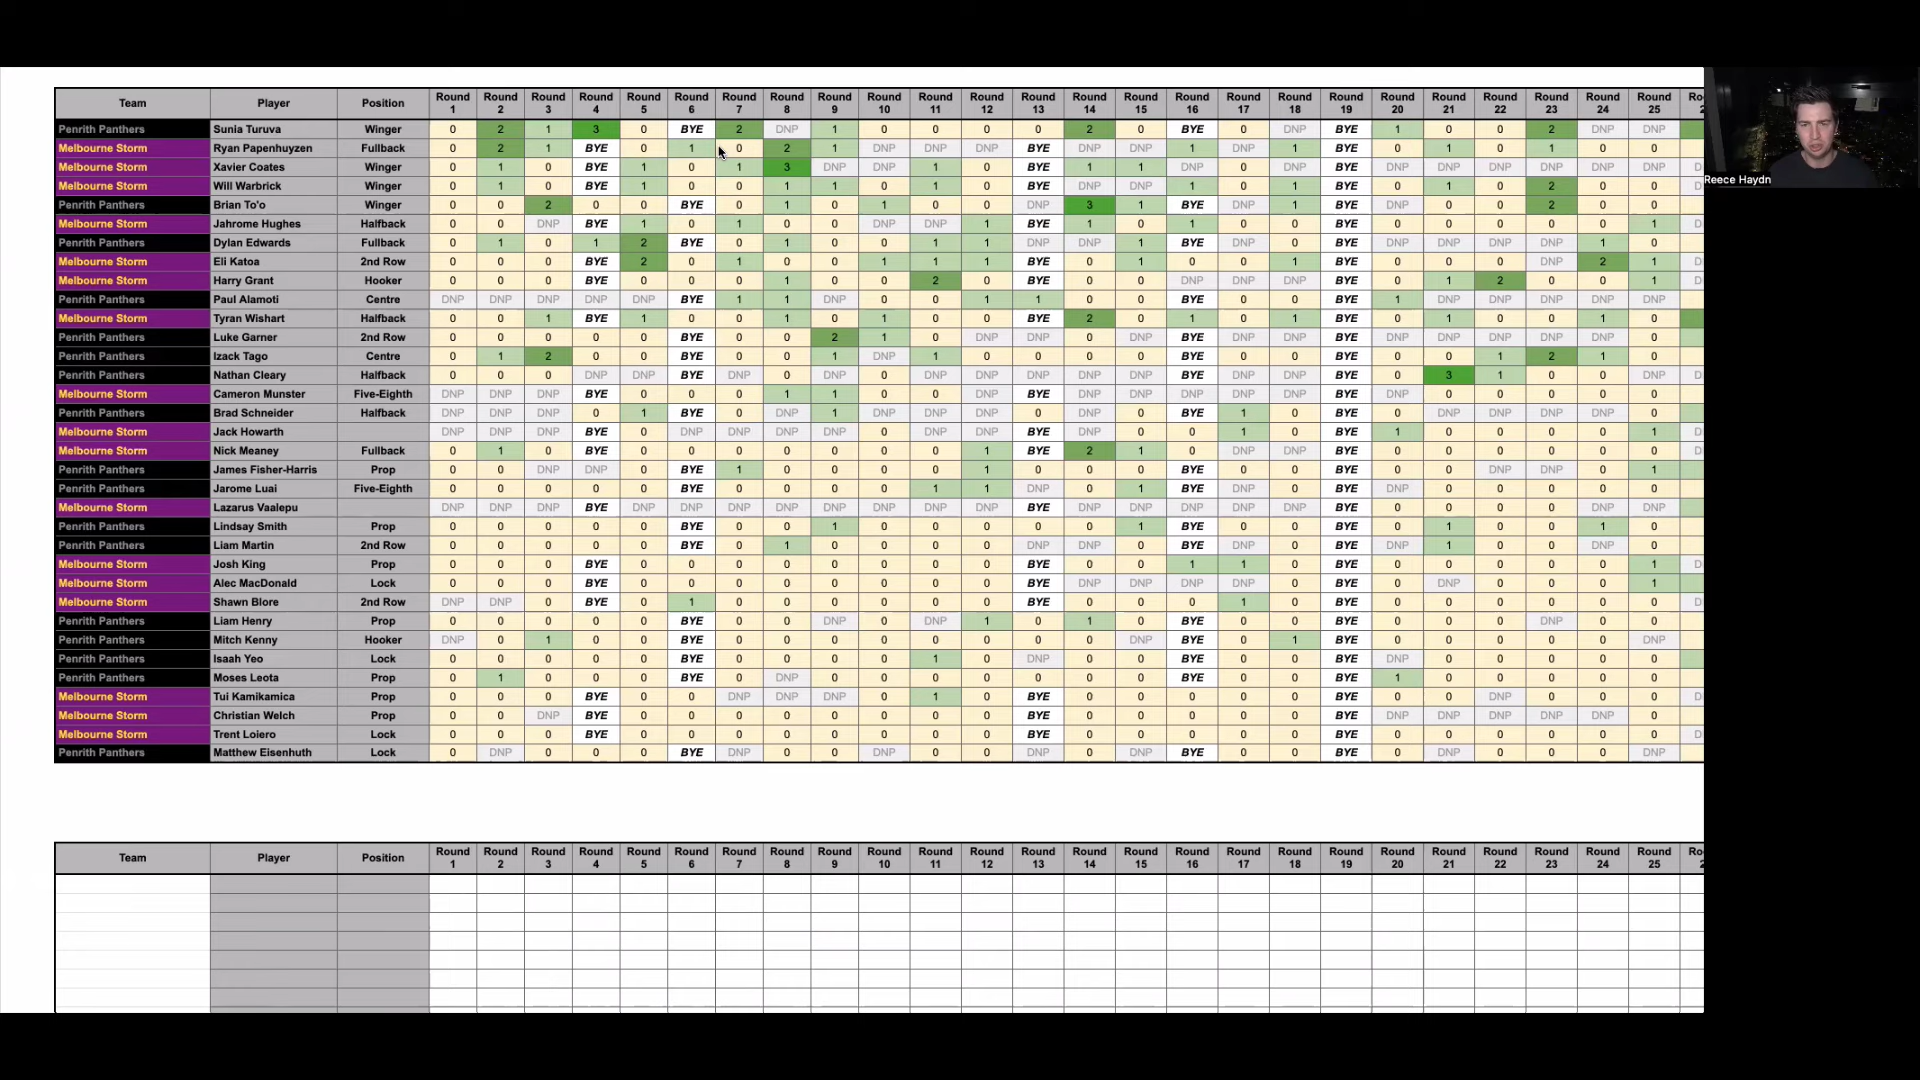 Team Player Position Round 1 Round 2 Round 3 Round 4 Round 5 Round 6 Round 7 Round 8 Round 9 Round 10 Round 11 Round 12 Round 13 Round 14 Round 15 Round 16 Round 17 Round 18 Round 19 Round 20 Round 21 Round 22 Round 23 Round 24 Round 25
Penrith Panthers Sunia Turuva Winger 0 2 1 3 0 BYE 2 DNP 1 0 0 0 0 2 0 BYE 0 DNP BYE 1 0 0 2 DNP DNP
Melbourne Storm Ryan Papenhuyzen Fullback 0 2 1 BYE 0 1 0 2 1 DNP DNP DNP BYE DNP DNP 1 DNP 1 BYE 0 1 0 1 0 0
Melbourne Storm Xavier Coates Winger 0 1 0 BYE 1 0 1 3 DNP DNP 1 0 BYE 1 1 0 DNP DNP BYE DNP DNP DNP DNP DNP DNP
Melbourne Storm Will Warbrick Winger 0 1 0 BYE 1 0 0 1 1 0 1 0 BYE DNP DNP 1 0 1 BYE 0 1 0 2 0 0
Penrith Panthers Brian To'o Winger 0 0 2 0 0 BYE 0 1 0 1 0 0 DNP 3 1 BYE DNP 1 BYE DNP 0 0 2 0 0
Melbourne Storm Jahrome Hughes Halfback 0 0 DNP BYE 1 0 1 0 0 DNP DNP 1 BYE 1 0 1 0 0 BYE 0 0 0 0 0 1
Penrith Panthers Dylan Edwards Fullback 0 1 0 1 2 BYE 0 1 0 0 1 1 DNP DNP 1 BYE DNP 0 BYE DNP DNP DNP DNP 1 0
Melbourne Storm Eli Katoa 2nd Row 0 0 0 BYE 2 0 1 0 0 1 1 1 BYE 0 1 0 0 1 BYE 0 0 0 DNP 2 1
Melbourne Storm Harry Grant Hooker 0 0 0 BYE 0 0 0 1 0 0 2 0 BYE 0 0 DNP DNP DNP BYE 0 1 2 0 0 1
Penrith Panthers Paul Alamoti Centre DNP DNP DNP DNP DNP BYE 1 1 DNP 0 0 1 1 0 0 BYE 0 0 BYE 1 DNP DNP DNP DNP DNP
Melbourne Storm Tyran Wishart Halfback 0 0 1 BYE 1 0 0 1 0 1 0 0 BYE 2 0 1 0 1 BYE 0 1 0 0 1 0
Penrith Panthers Luke Garner 2nd Row 0 0 0 0 0 BYE 0 0 2 1 0 DNP DNP DNP 0 BYE DNP DNP BYE DNP DNP DNP DNP DNP DNP
Penrith Panthers Izack Tago Centre 0 1 2 0 0 BYE 0 0 1 DNP 1 0 0 0 0 BYE 0 0 BYE 0 0 1 2 1 0
Penrith Panthers Nathan Cleary Halfback 0 0 0 DNP DNP BYE DNP 0 0 0 DNP DNP DNP DNP DNP BYE DNP DNP BYE 0 3 1 0 0 DNP
Melbourne Storm Cameron Munster Five-Eighth DNP DNP DNP BYE 0 0 0 1 1 0 0 0 BYE DNP DNP DNP DNP DNP BYE DNP 0 0 0 0 0
Penrith Panthers Brad Schneider Halfback DNP DNP DNP 0 1 BYE 0 DNP 1 DNP DNP DNP 0 DNP 0 BYE 1 0 BYE 0 DNP DNP DNP DNP 0
Melbourne Storm Jack Howarth DNP DNP DNP BYE 0 DNP DNP DNP DNP 0 DNP DNP BYE DNP 0 0 1 0 BYE 1 0 0 0 0 1
Melbourne Storm Nick Meaney Fullback 0 1 0 BYE 0 0 0 0 0 0 0 1 BYE 2 1 0 DNP DNP BYE 0 0 0 0 0 0
Penrith Panthers James Fisher-Harris Prop 0 0 DNP DNP 0 BYE 1 0 0 0 0 1 0 0 0 BYE 0 0 BYE 0 0 DNP DNP 0 1
Penrith Panthers Jarome Luai Five-Eighth 0 0 0 0 0 BYE 0 0 0 0 1 1 DNP 0 1 BYE DNP 0 BYE DNP 0 0 0 0 0
Melbourne Storm Lazarus Vaalepu DNP DNP DNP BYE DNP DNP DNP DNP DNP DNP DNP DNP BYE DNP DNP DNP DNP DNP BYE 0 0 0 0 DNP DNP
Penrith Panthers Lindsay Smith Prop 0 0 0 0 0 BYE 0 0 1 0 0 0 0 0 1 BYE 0 0 BYE 0 1 0 0 1 0
Penrith Panthers Liam Martin 2nd Row 0 0 0 0 0 BYE 0 1 0 0 0 0 DNP DNP 0 BYE DNP 0 BYE DNP 1 0 0 DNP 0
Melbourne Storm Josh King Prop 0 0 0 BYE 0 0 0 0 0 0 0 0 BYE 0 0 1 1 0 BYE 0 0 0 0 0 1
Melbourne Storm Alec MacDonald Lock 0 0 0 BYE 0 0 0 0 0 0 0 0 BYE DNP DNP DNP DNP 0 BYE 0 DNP 0 0 0 1
Melbourne Storm Shawn Blore 2nd Row DNP DNP 0 BYE 0 1 0 0 0 0 0 0 BYE 0 0 0 1 0 BYE 0 0 0 0 0 0
Penrith Panthers Liam Henry Prop 0 0 0 0 0 BYE 0 0 DNP 0 DNP 1 0 1 0 BYE 0 0 BYE 0 0 0 DNP 0 0
Penrith Panthers Mitch Kenny Hooker DNP 0 1 0 0 BYE 0 0 0 0 0 0 0 0 DNP BYE 0 1 BYE 0 0 0 0 0 DNP
Penrith Panthers Isaah Yeo Lock 0 0 0 0 0 BYE 0 0 0 0 1 0 DNP 0 0 BYE 0 0 BYE DNP 0 0 0 0 0
Penrith Panthers Moses Leota Prop 0 1 0 0 0 BYE 0 DNP 0 0 0 0 0 0 0 BYE 0 0 BYE 1 0 0 0 0 0
Melbourne Storm Tui Kamikamica Prop 0 0 0 BYE 0 0 DNP DNP DNP 0 1 0 BYE 0 0 0 0 0 BYE 0 0 DNP 0 0 0
Melbourne Storm Christian Welch Prop 0 0 DNP BYE 0 0 0 0 0 0 0 0 BYE 0 0 0 0 0 BYE DNP DNP DNP DNP DNP 0
Melbourne Storm Trent Loiero Lock 0 0 0 BYE 0 0 0 0 0 0 0 0 BYE 0 0 0 0 0 BYE 0 0 0 0 0 0
Penrith Panthers Matthew Eisenhuth Lock 0 DNP 0 0 0 BYE DNP 0 0 DNP 0 0 DNP 0 DNP BYE 0 0 BYE 0 DNP 0 0 0 DNP
Team Player Position Round 1 Round 2 Round 3 Round 4 Round 5 Round 6 Round 7 Round 8 Round 9 Round 10 Round 11 Round 12 Round 13 Round 14 Round 15 Round 16 Round 17 Round 18 Round 19 Round 20 Round 21 Round 22 Round 23 Round 24 Round 25
Reece Haydn